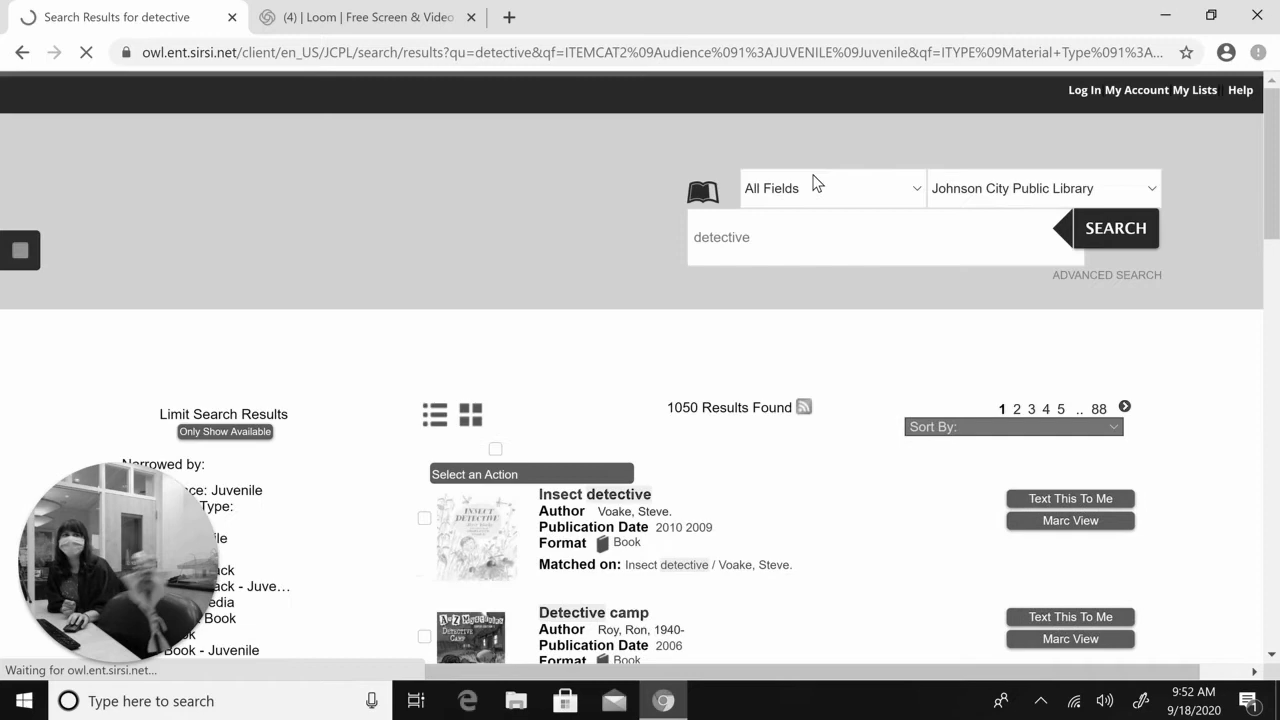 Search Results for detective
(4) | Loom | Free Screen & Video
owl.ent.sirsi.net/client/en_US/JCPL/search/results?qu=detective&qf=ITEMCAT2%09Audience%091%3AJUVENILE%09Juvenile&qf=ITYPE%09Material+Type%091%3A...
Log In My Account My Lists Help
All Fields Johnson City Public Library
detective SEARCH
ADVANCED SEARCH
Limit Search Results
Only Show Available
1050 Results Found
1 2 3 4 5 .. 88
Sort By:
Narrowed by:
ence: Juvenile
Type:
ack - Juve...
edia
Book
Book - Juvenile
Select an Action
Insect detective
Author Voake, Steve.
Publication Date 2010 2009
Format Book
Matched on: Insect detective / Voake, Steve.
Text This To Me
Marc View
INSECT
DETECTIVE
Detective camp
Author Roy, Ron, 1940-
Publication Date 2006
Format Book
Text This To Me
Marc View
DETECTIVE
CAMP
Waiting for owl.ent.sirsi.net...
Type here to search
9:52 AM
9/18/2020
1